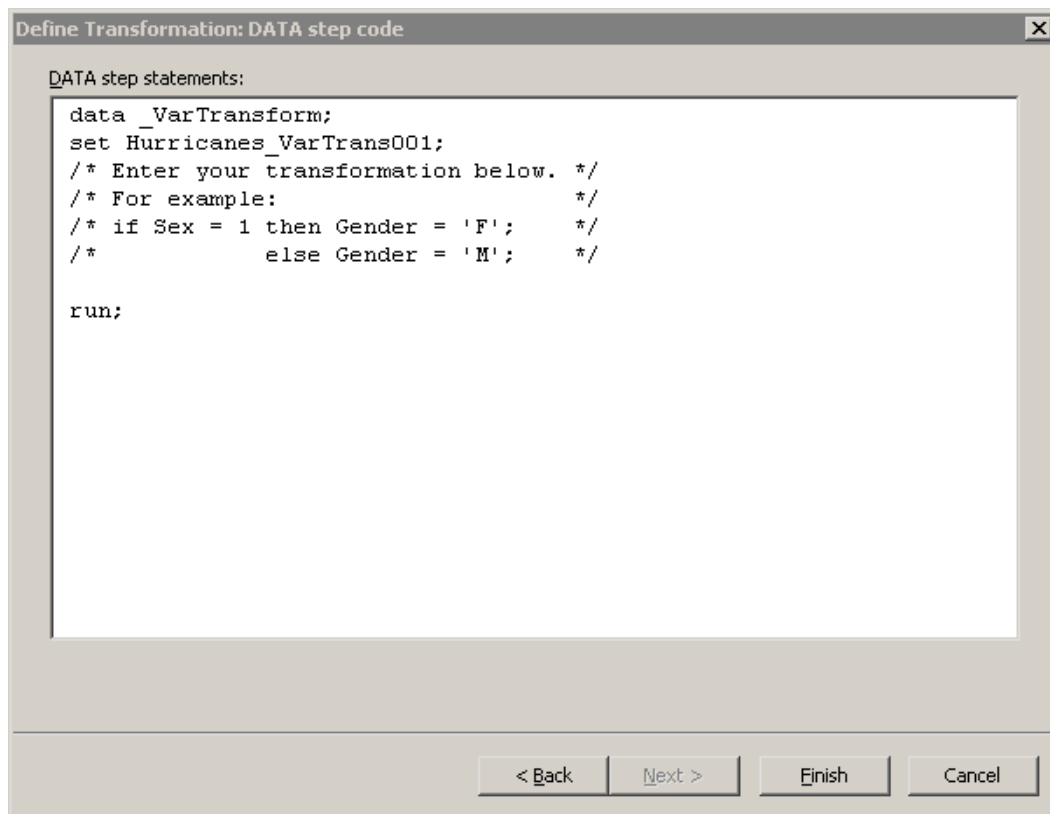 Define Transformation: DATA step code
DATA step statements:
data _VarTransform;
set Hurricanes_VarTrans001;
/* Enter your transformation below. */
/* For example:                     */
/* if Sex = 1 then Gender = 'F';    */
/*            else Gender = 'M';    */
run;
< Back
Next >
Finish
Cancel